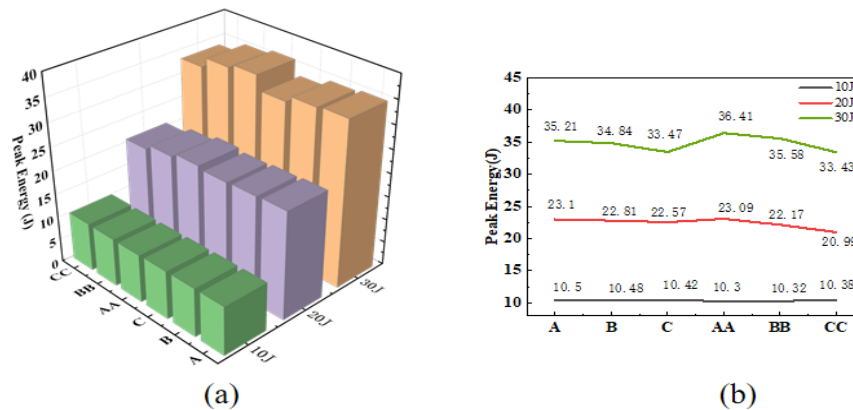 40
35
30
25
20
15
10
5
0
Peak Energy(J)
CC
BB
AA
C
B
A
10J
20J
30J
(a)
45
40
35
30
25
20
15
10
Peak Energy(J)
10J
20J
30J
35.21
34.84
33.47
36.41
35.58
33.43
23.1
22.81
22.57
23.09
22.17
20.99
10.5
10.48
10.42
10.3
10.32
10.38
A
B
C
AA
BB
CC
(b)